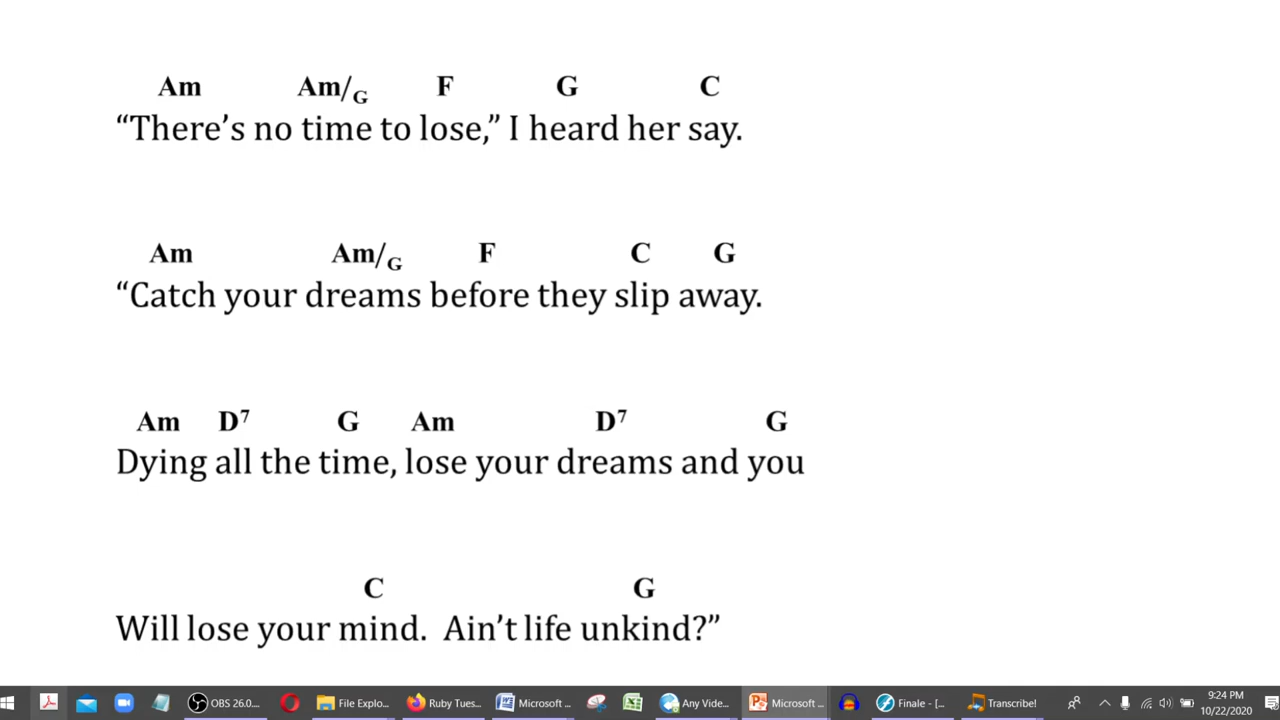 Am Am/G F G C
“There’s no time to lose,” I heard her say.
Am Am/G F C G
“Catch your dreams before they slip away.
Am D7 G Am D7 G
Dying all the time, lose your dreams and you
C G
Will lose your mind.  Ain’t life unkind?”
OBS 26.0.... File Explo... Ruby Tues... Microsoft ... Any Vide... Microsoft ... Finale - [... Transcribe! 9:24 PM
10/22/2020